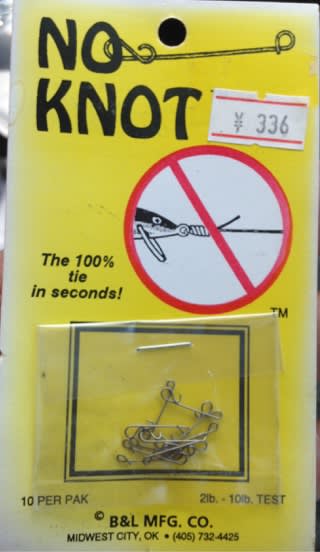 NO
KNOT
¥ 336
The 100%
tie
in seconds!
TM
10 PER PAK 2lb. - 10lb. TEST
© B&L MFG. CO.
MIDWEST CITY, OK • (405) 732-4425